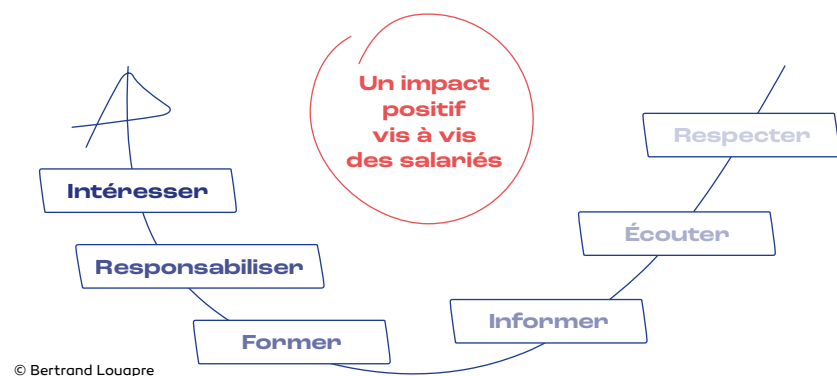 Un impact
positif
vis à vis
des salariés
Respecter
Intéresser
Écouter
Responsabiliser
Informer
Former
© Bertrand Louapre